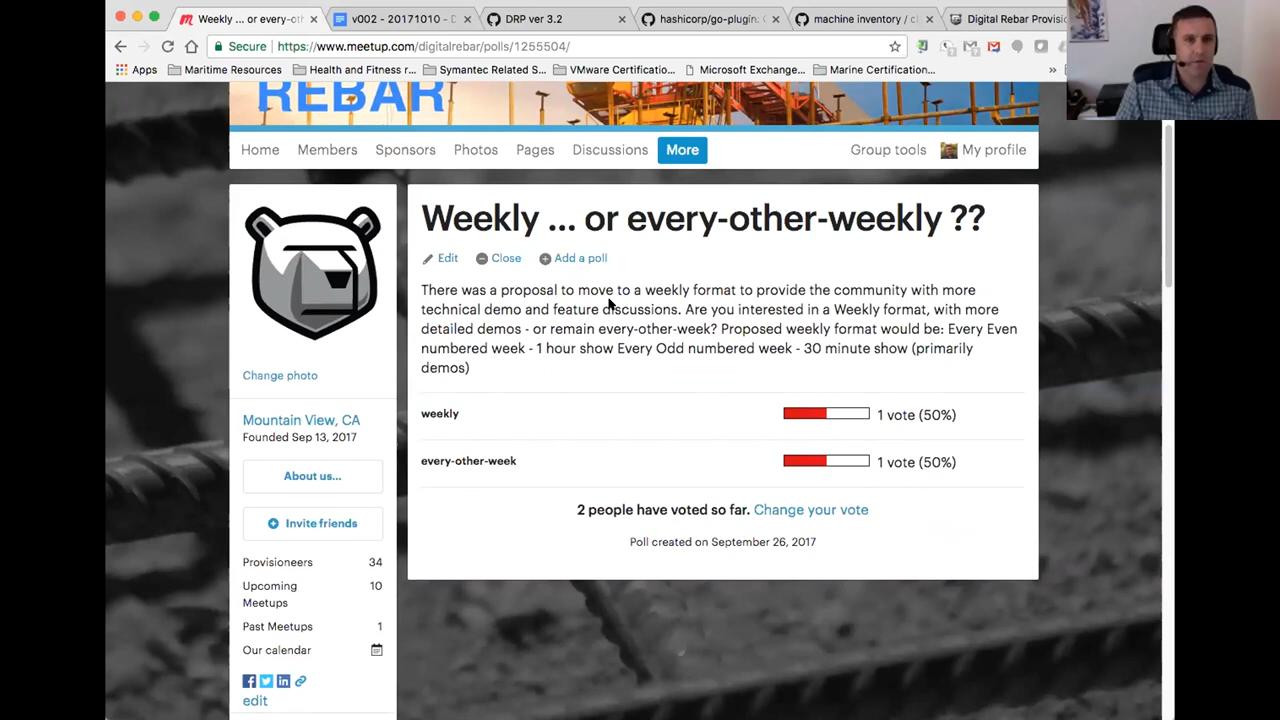 Weekly ... or every-oth
v002 - 20171010 - D
DRP ver 3.2
hashicorp/go-plugin: G
machine inventory / cl
Digital Rebar Provisio
Secure
https://www.meetup.com/digitalrebar/polls/1255504/
Apps
Maritime Resources
Health and Fitness r...
Symantec Related S...
VMware Certificatio...
Microsoft Exchange...
Marine Certification...
»
REBAR
Home
Members
Sponsors
Photos
Pages
Discussions
More
Group tools
My profile
Change photo
Mountain View, CA
Founded Sep 13, 2017
About us...
Invite friends
Provisioneers 34
Upcoming 10
Meetups
Past Meetups 1
Our calendar
edit
Weekly ... or every-other-weekly ??
Edit
Close
Add a poll
There was a proposal to move to a weekly format to provide the community with more
technical demo and feature discussions. Are you interested in a Weekly format, with more
detailed demos - or remain every-other-week? Proposed weekly format would be: Every Even
numbered week - 1 hour show Every Odd numbered week - 30 minute show (primarily
demos)
weekly 1 vote (50%)
every-other-week 1 vote (50%)
2 people have voted so far. Change your vote
Poll created on September 26, 2017